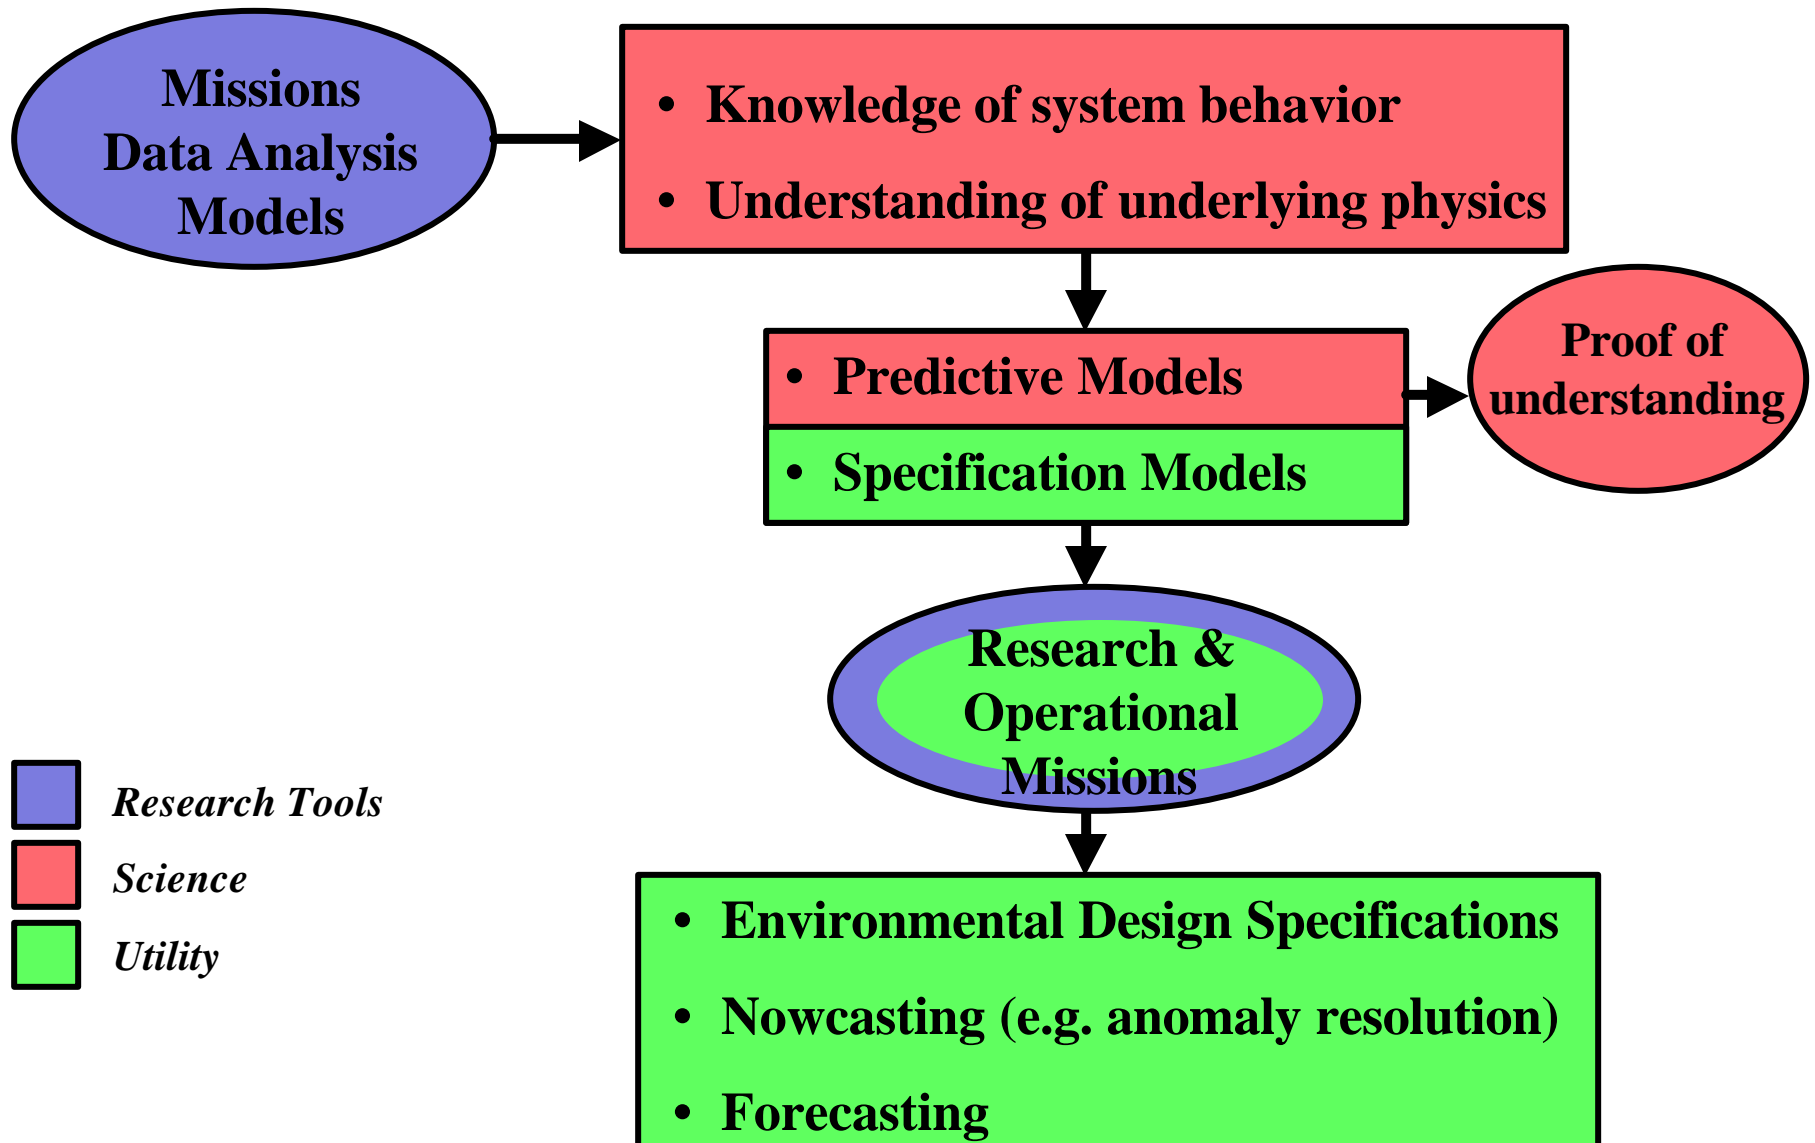 Missions
Data Analysis
Models
• Knowledge of system behavior
• Understanding of underlying physics
• Predictive Models
• Specification Models
Proof of
understanding
Research &
Operational
Missions
Research Tools
Science
Utility
• Environmental Design Specifications
• Nowcasting (e.g. anomaly resolution)
• Forecasting